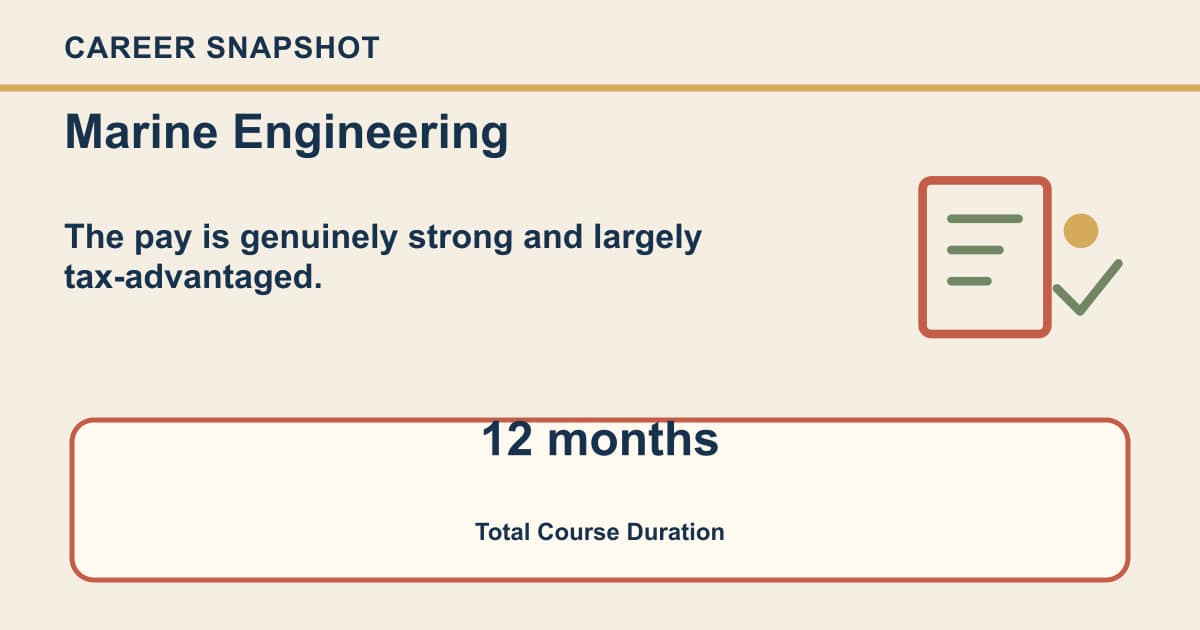 CAREER SNAPSHOT
Marine Engineering
The pay is genuinely strong and largely
tax-advantaged.
12 months
Total Course Duration